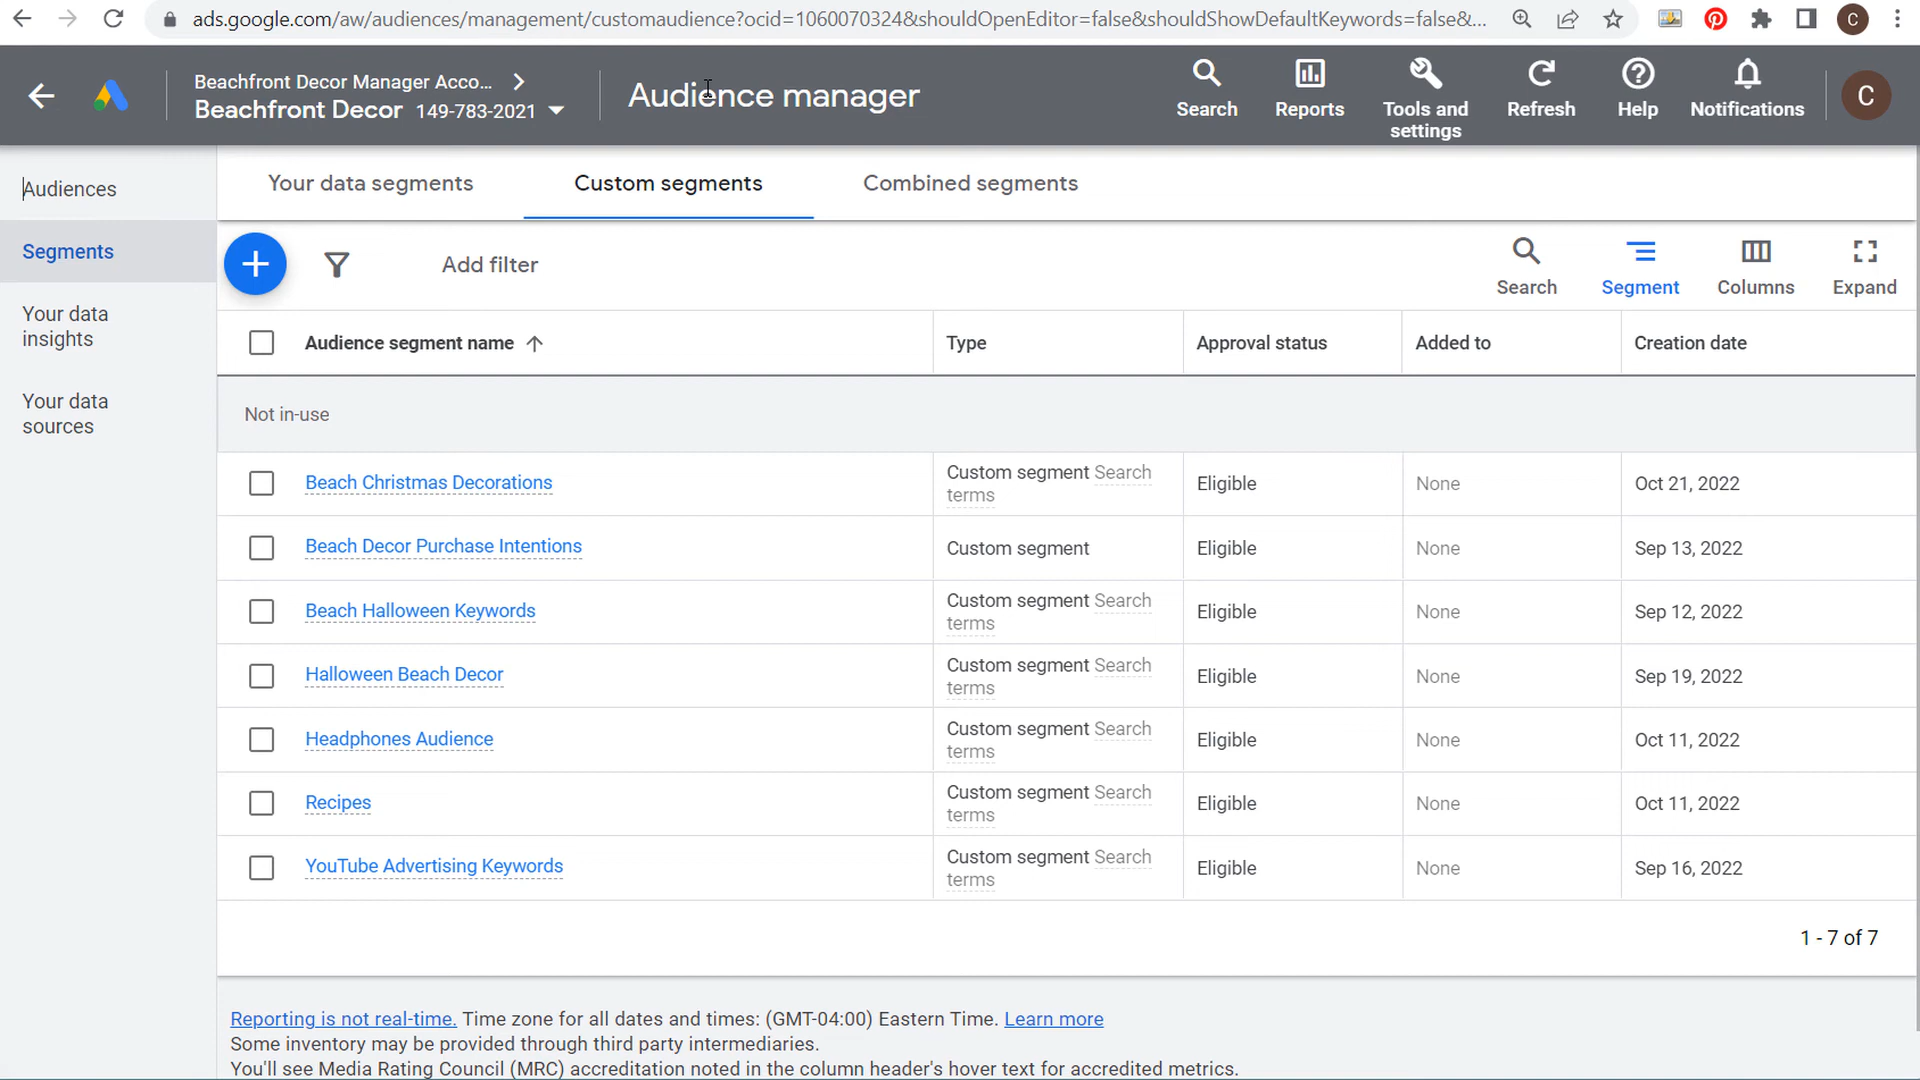 ads.google.com/aw/audiences/management/customaudience?ocid=1060070324&shouldOpenEditor=false&shouldShowDefaultKeywords=false&...
C
Beachfront Decor Manager Acco...
Beachfront Decor 149-783-2021
Audience manager
Search
Reports
Tools and
settings
Refresh
Help
Notifications
C
Audiences
Segments
Your data
insights
Your data
sources
Your data segments
Custom segments
Combined segments
Add filter
Search
Segment
Columns
Expand
Audience segment name
Type
Approval status
Added to
Creation date
Not in-use
Beach Christmas Decorations
Custom segment Search
terms
Eligible
None
Oct 21, 2022
Beach Decor Purchase Intentions
Custom segment
Eligible
None
Sep 13, 2022
Beach Halloween Keywords
Custom segment Search
terms
Eligible
None
Sep 12, 2022
Halloween Beach Decor
Custom segment Search
terms
Eligible
None
Sep 19, 2022
Headphones Audience
Custom segment Search
terms
Eligible
None
Oct 11, 2022
Recipes
Custom segment Search
terms
Eligible
None
Oct 11, 2022
YouTube Advertising Keywords
Custom segment Search
terms
Eligible
None
Sep 16, 2022
1 - 7 of 7
Reporting is not real-time. Time zone for all dates and times: (GMT-04:00) Eastern Time. Learn more
Some inventory may be provided through third party intermediaries.
You'll see Media Rating Council (MRC) accreditation noted in the column header's hover text for accredited metrics.